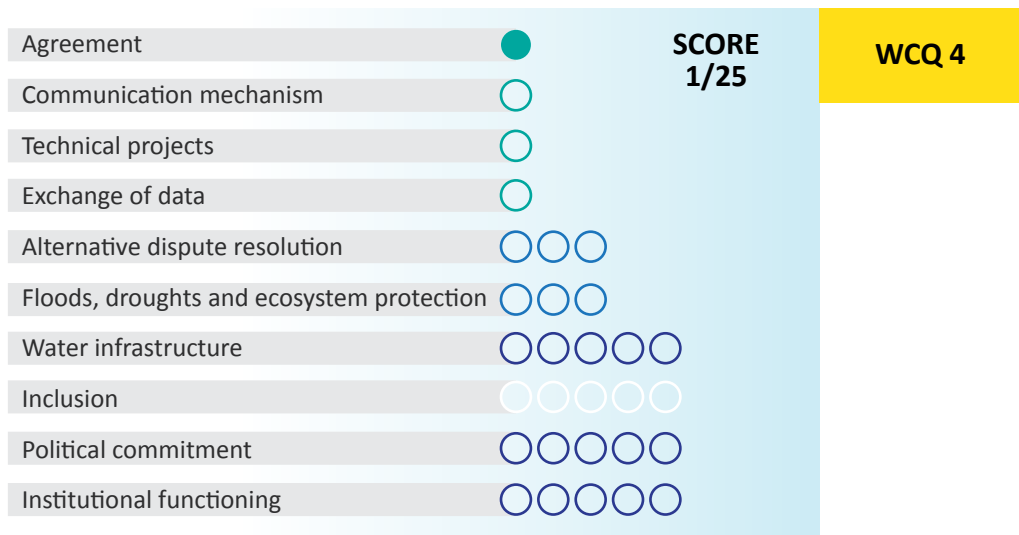 Agreement
Communication mechanism
Technical projects
Exchange of data
Alternative dispute resolution
Floods, droughts and ecosystem protection
Water infrastructure
Inclusion
Political commitment
Institutional functioning
SCORE
1/25
WCQ 4